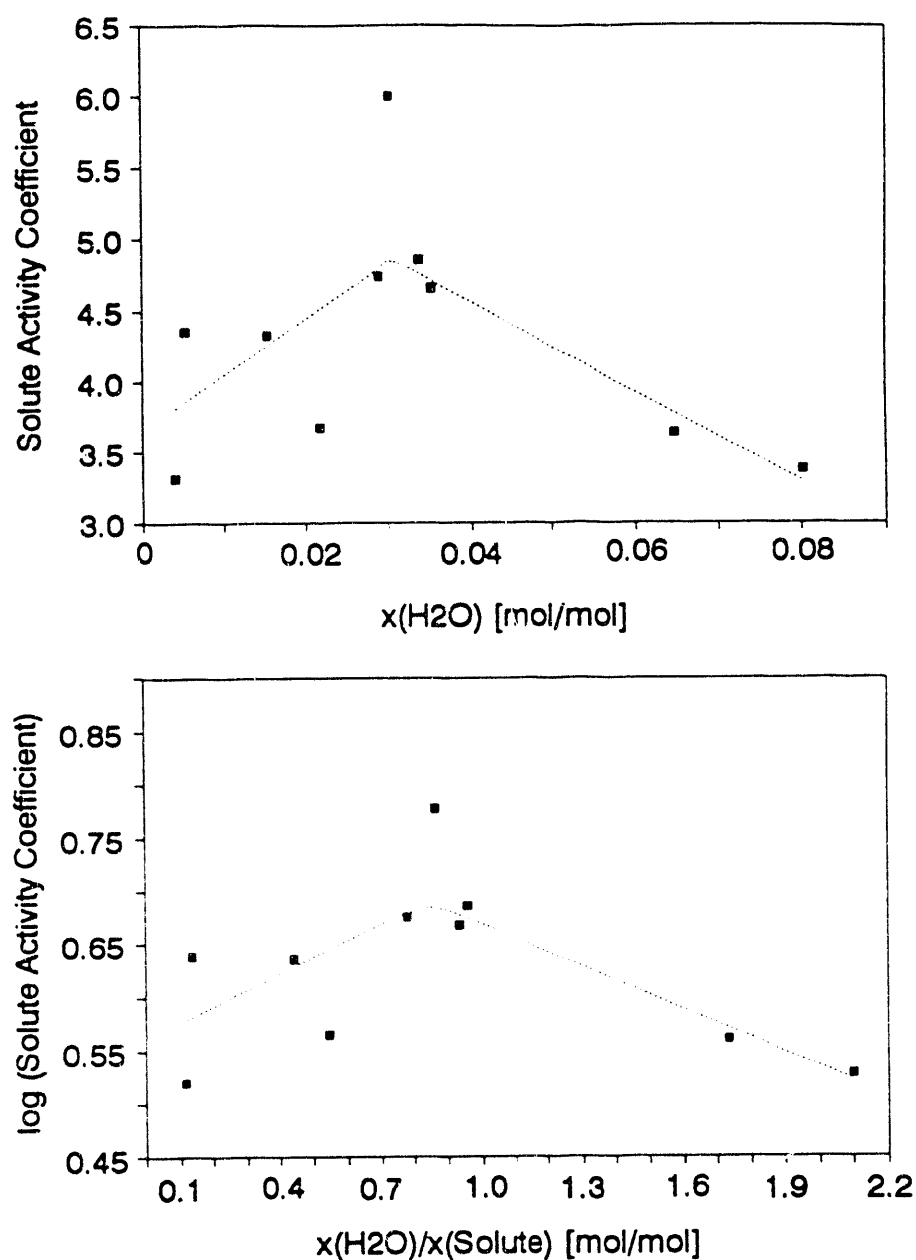 Solute Activity Coefficient
6.5
6.0
5.5
5.0
4.5
4.0
3.5
3.0
0 0.02 0.04 0.06 0.08
x(H2O) [mol/mol]
log (Solute Activity Coefficient)
0.85
0.75
0.65
0.55
0.45
0.1 0.4 0.7 1.0 1.3 1.6 1.9 2.2
x(H2O)/x(Solute) [mol/mol]